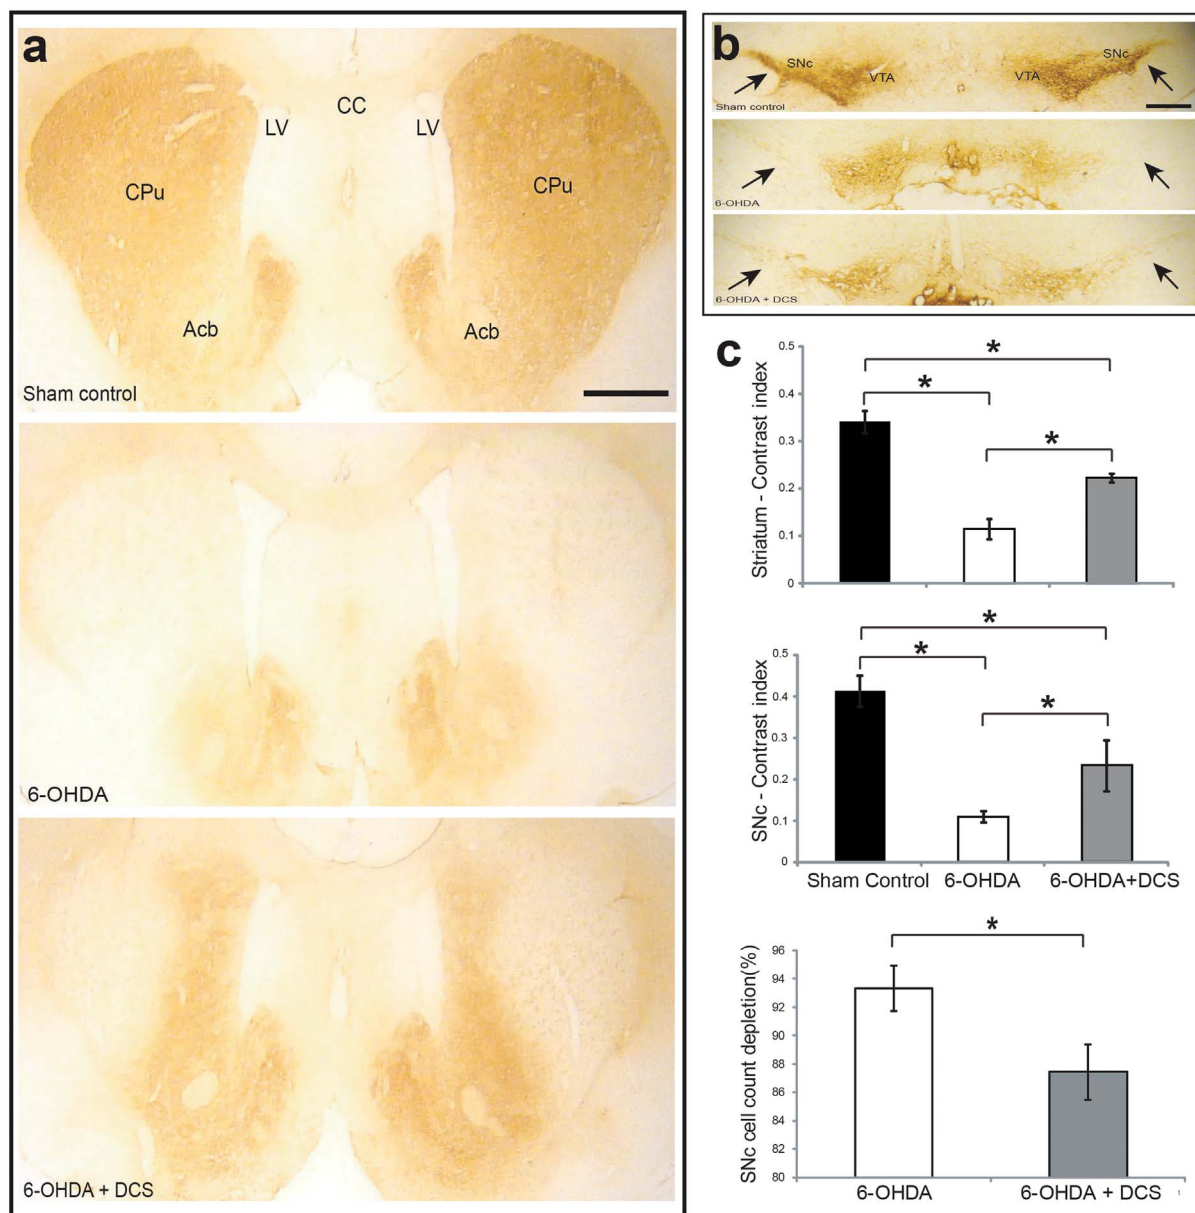 a
CC
LV LV
CPu CPu
Acb Acb
Sham control
6-OHDA
6-OHDA + DCS
b
SNc SNc
VTA VTA
Sham control
6-OHDA
6-OHDA + DCS
c
Striatum - Contrast index
0.5
0.4
0.3
0.2
0.1
0
*
*
*
SNc - Contrast index
0.5
0.4
0.3
0.2
0.1
0
*
*
*
Sham Control 6-OHDA 6-OHDA+DCS
SNc cell count depletion(%)
96
94
92
90
88
86
84
82
80
*
6-OHDA 6-OHDA + DCS